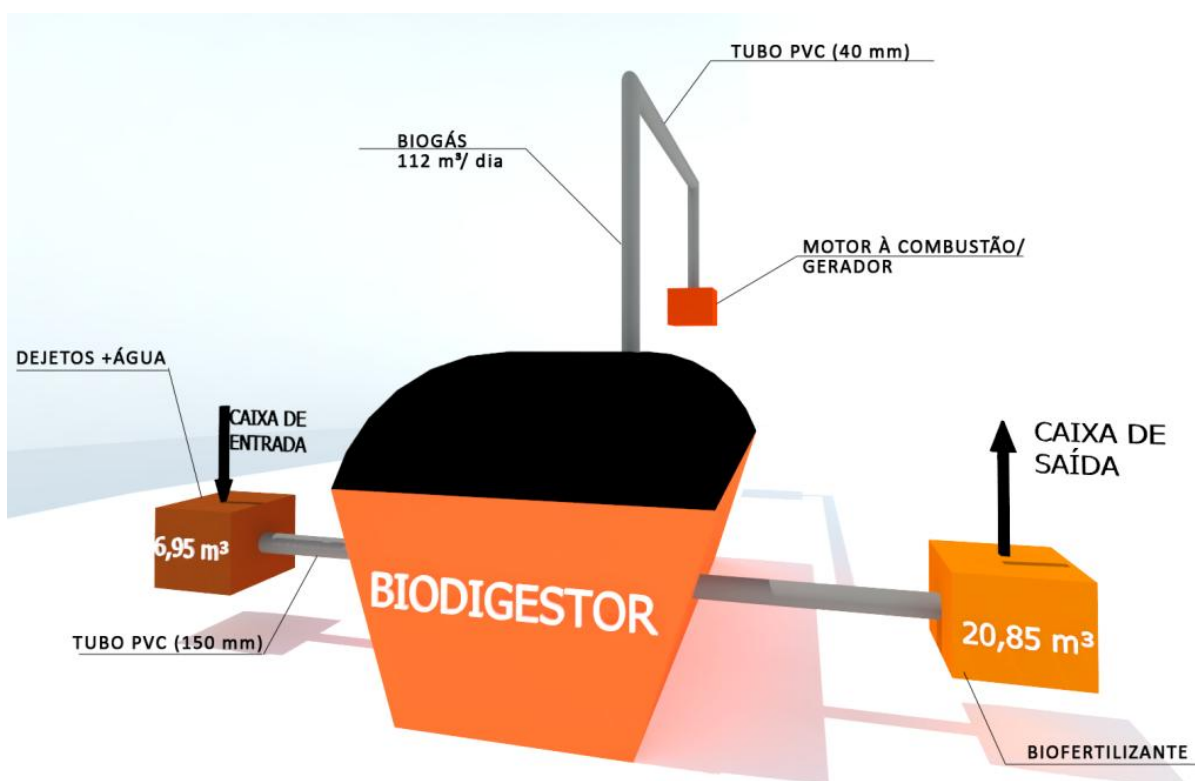 TUBO PVC (40 mm)
BIOGÁS
112 m³/ dia
MOTOR À COMBUSTÃO/
GERADOR
DEJETOS +ÁGUA
CAIXA DE
ENTRADA
CAIXA DE
SAÍDA
6,95 m³
BIODIGESTOR
20,85 m³
TUBO PVC (150 mm)
BIOFERTILIZANTE